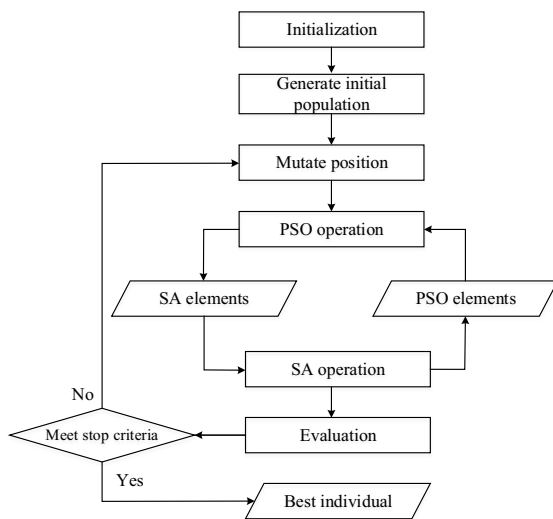 Initialization
Generate initial
population
Mutate position
PSO operation
SA elements
PSO elements
SA operation
No
Meet stop criteria
Evaluation
Yes
Best individual